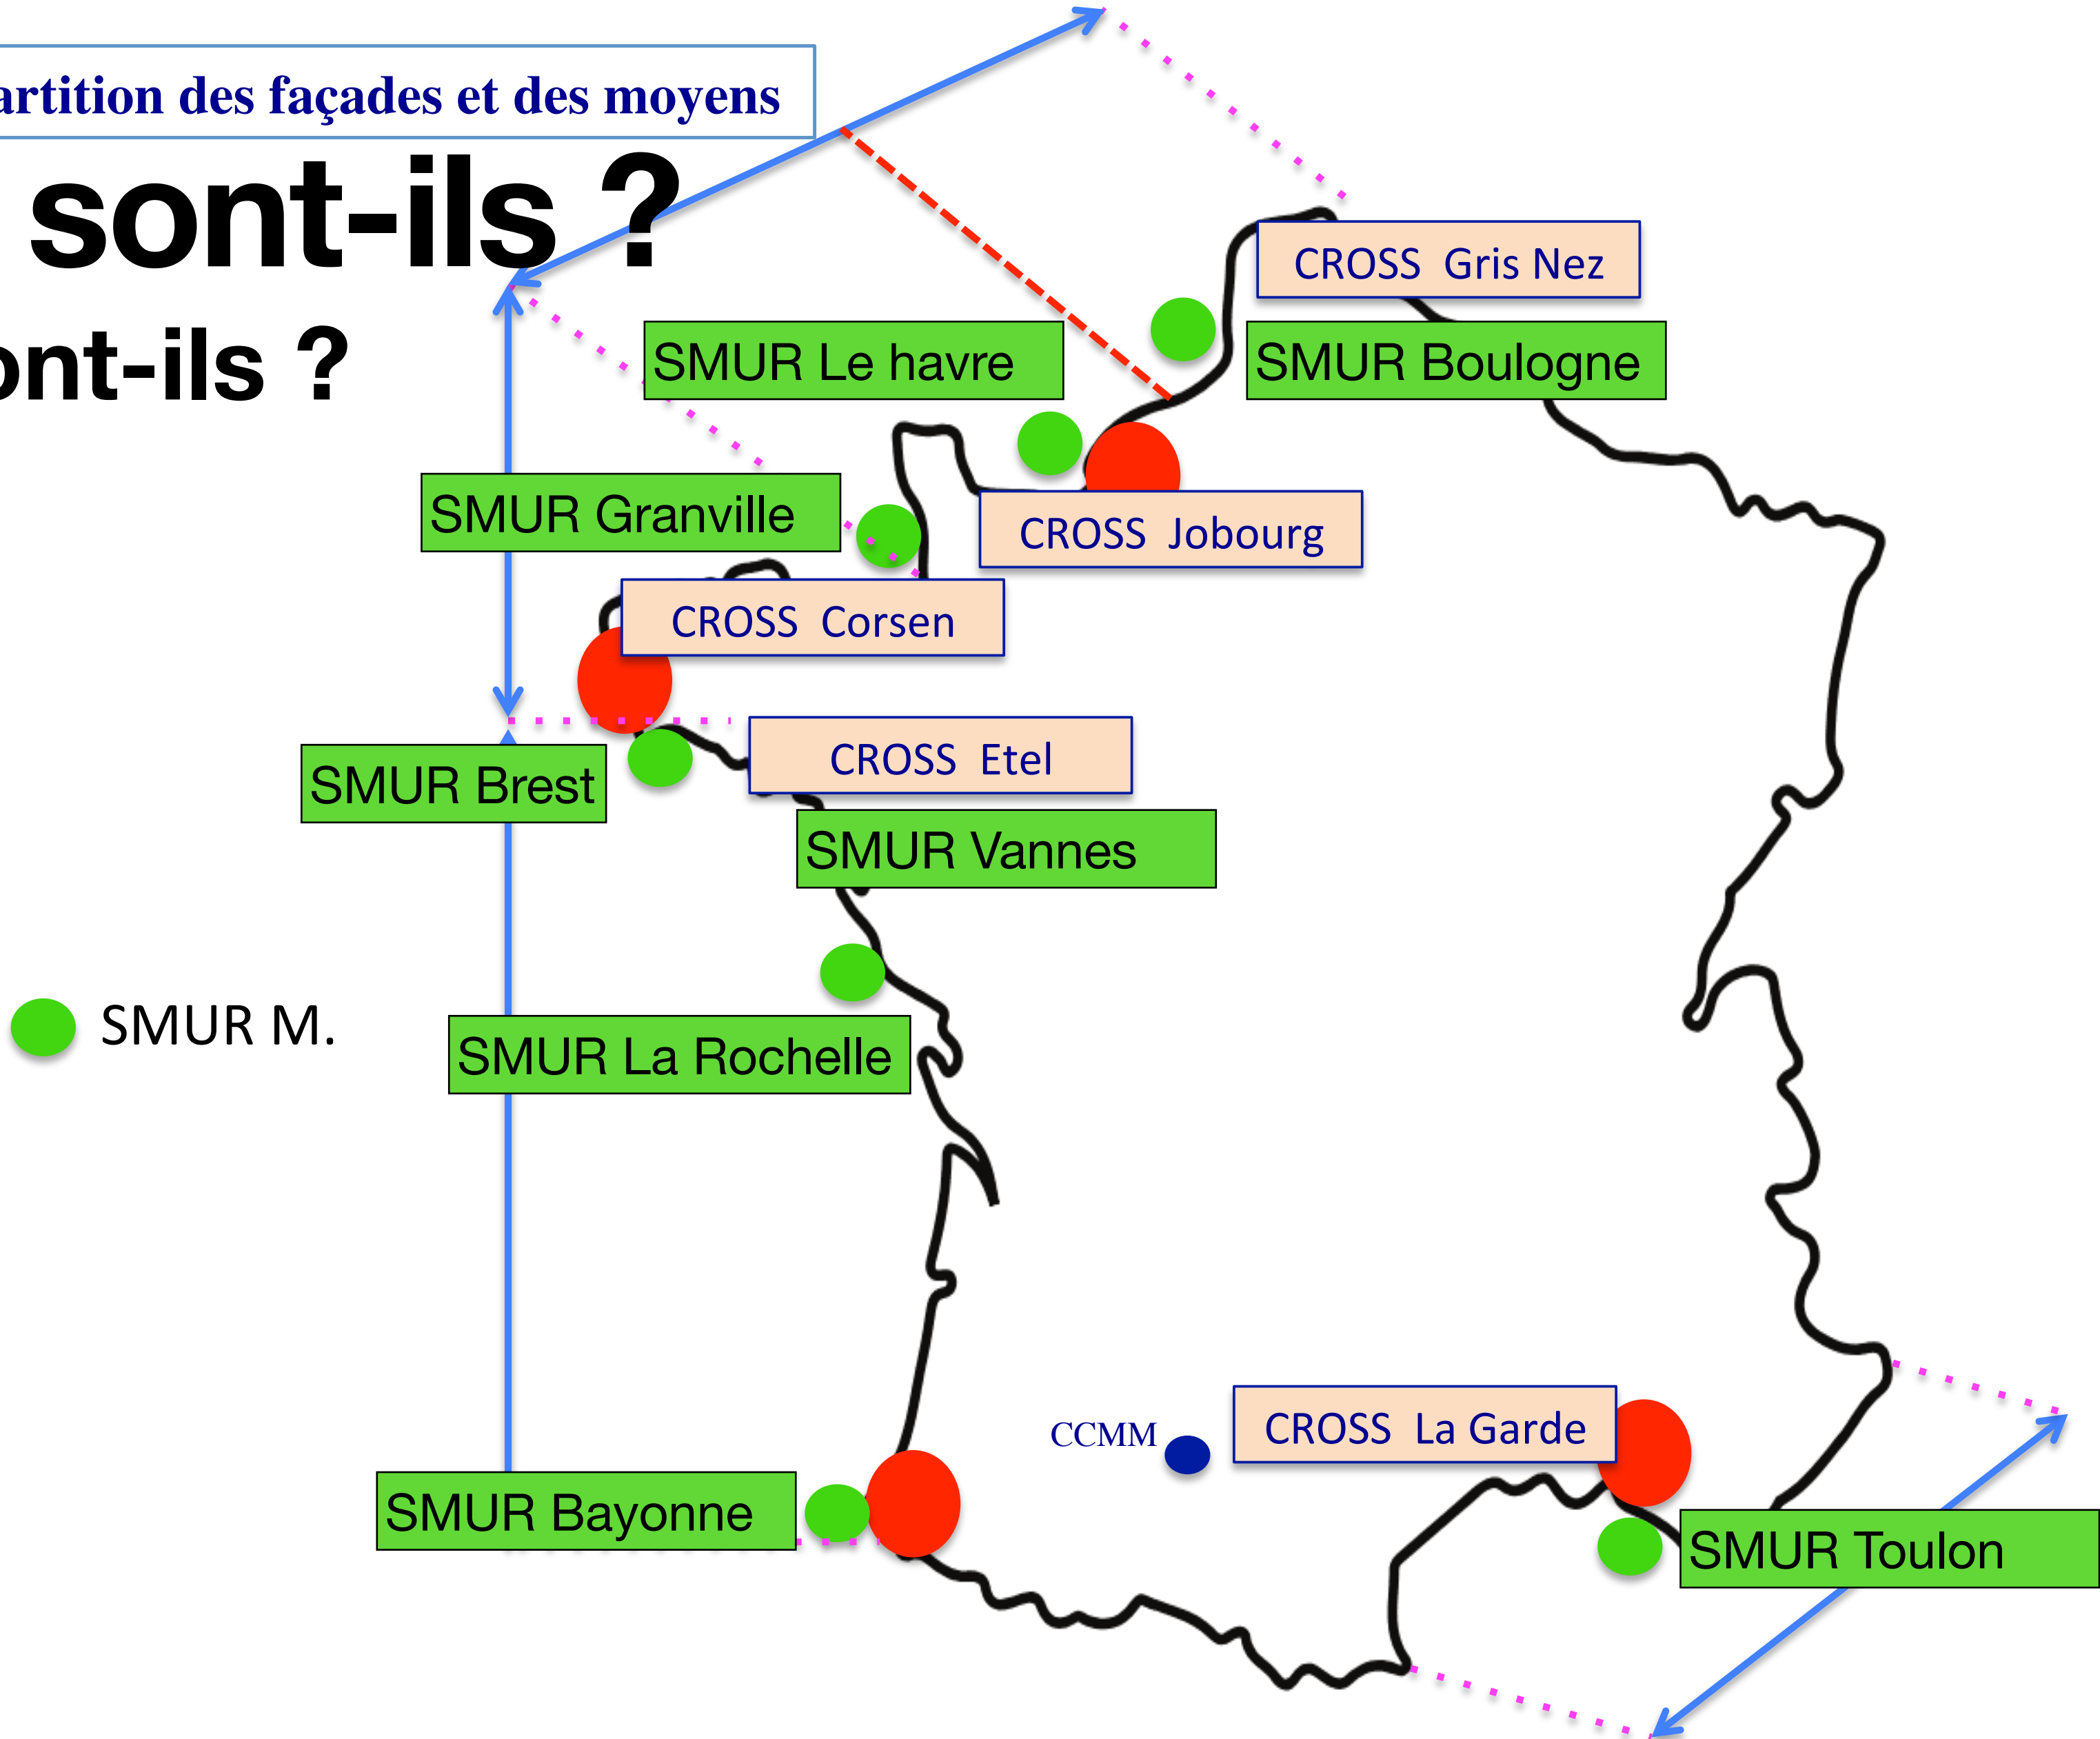 artition des façades et des moyens
sont-ils ?
ont-ils ?
CROSS Gris Nez
SMUR Le havre
SMUR Boulogne
SMUR Granville
CROSS Jobourg
CROSS Corsen
CROSS Etel
SMUR Brest
SMUR Vannes
SMUR M.
SMUR La Rochelle
CCMM
CROSS La Garde
SMUR Bayonne
SMUR Toulon